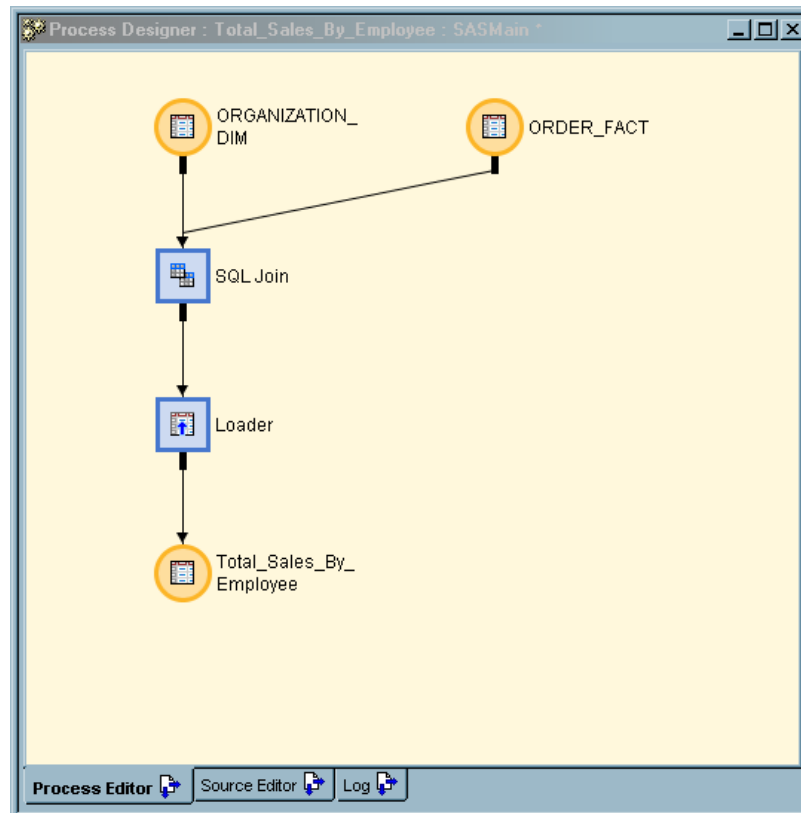 Process Designer : Total_Sales_By_Employee : SASMain *
ORGANIZATION_
DIM
ORDER_FACT
SQL Join
Loader
Total_Sales_By_
Employee
Process Editor
Source Editor
Log